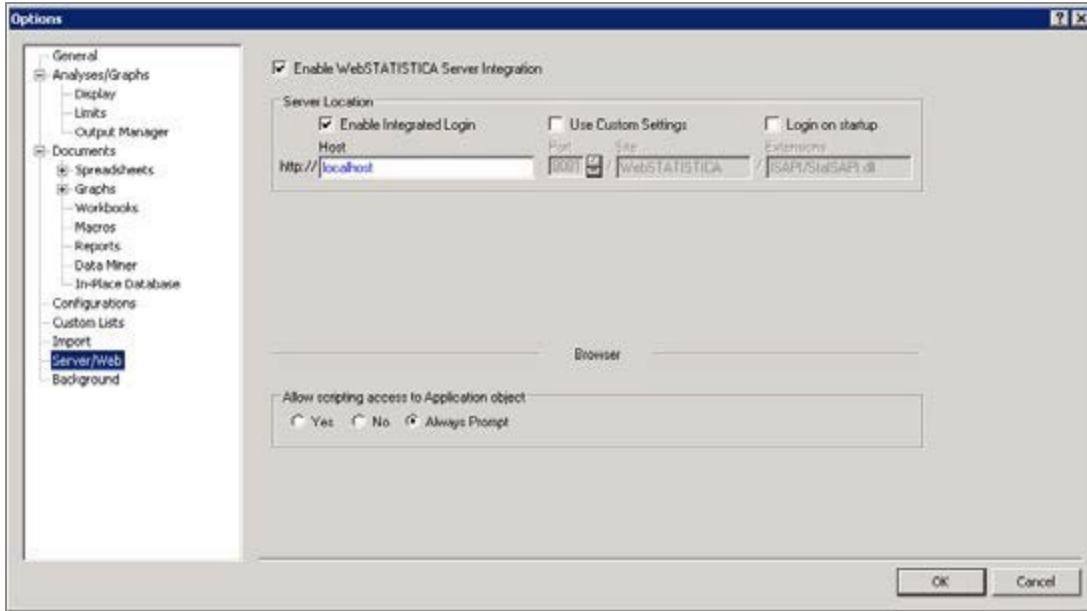 Options
General
Analyses/Graphs
Display
Limits
Output Manager
Documents
Spreadsheets
Graphs
Workbooks
Macros
Reports
Data Miner
In-Place Database
Configurations
Custom Lists
Import
Server/Web
Background
Enable WebSTATISTICA Server Integration
Server Location
Enable Integrated Login Use Custom Settings Login on startup
Host Port Site Extensions
http:// localhost / WebSTATISTICA /
Browser
Allow scripting access to Application object
Yes No Always Prompt
OK Cancel